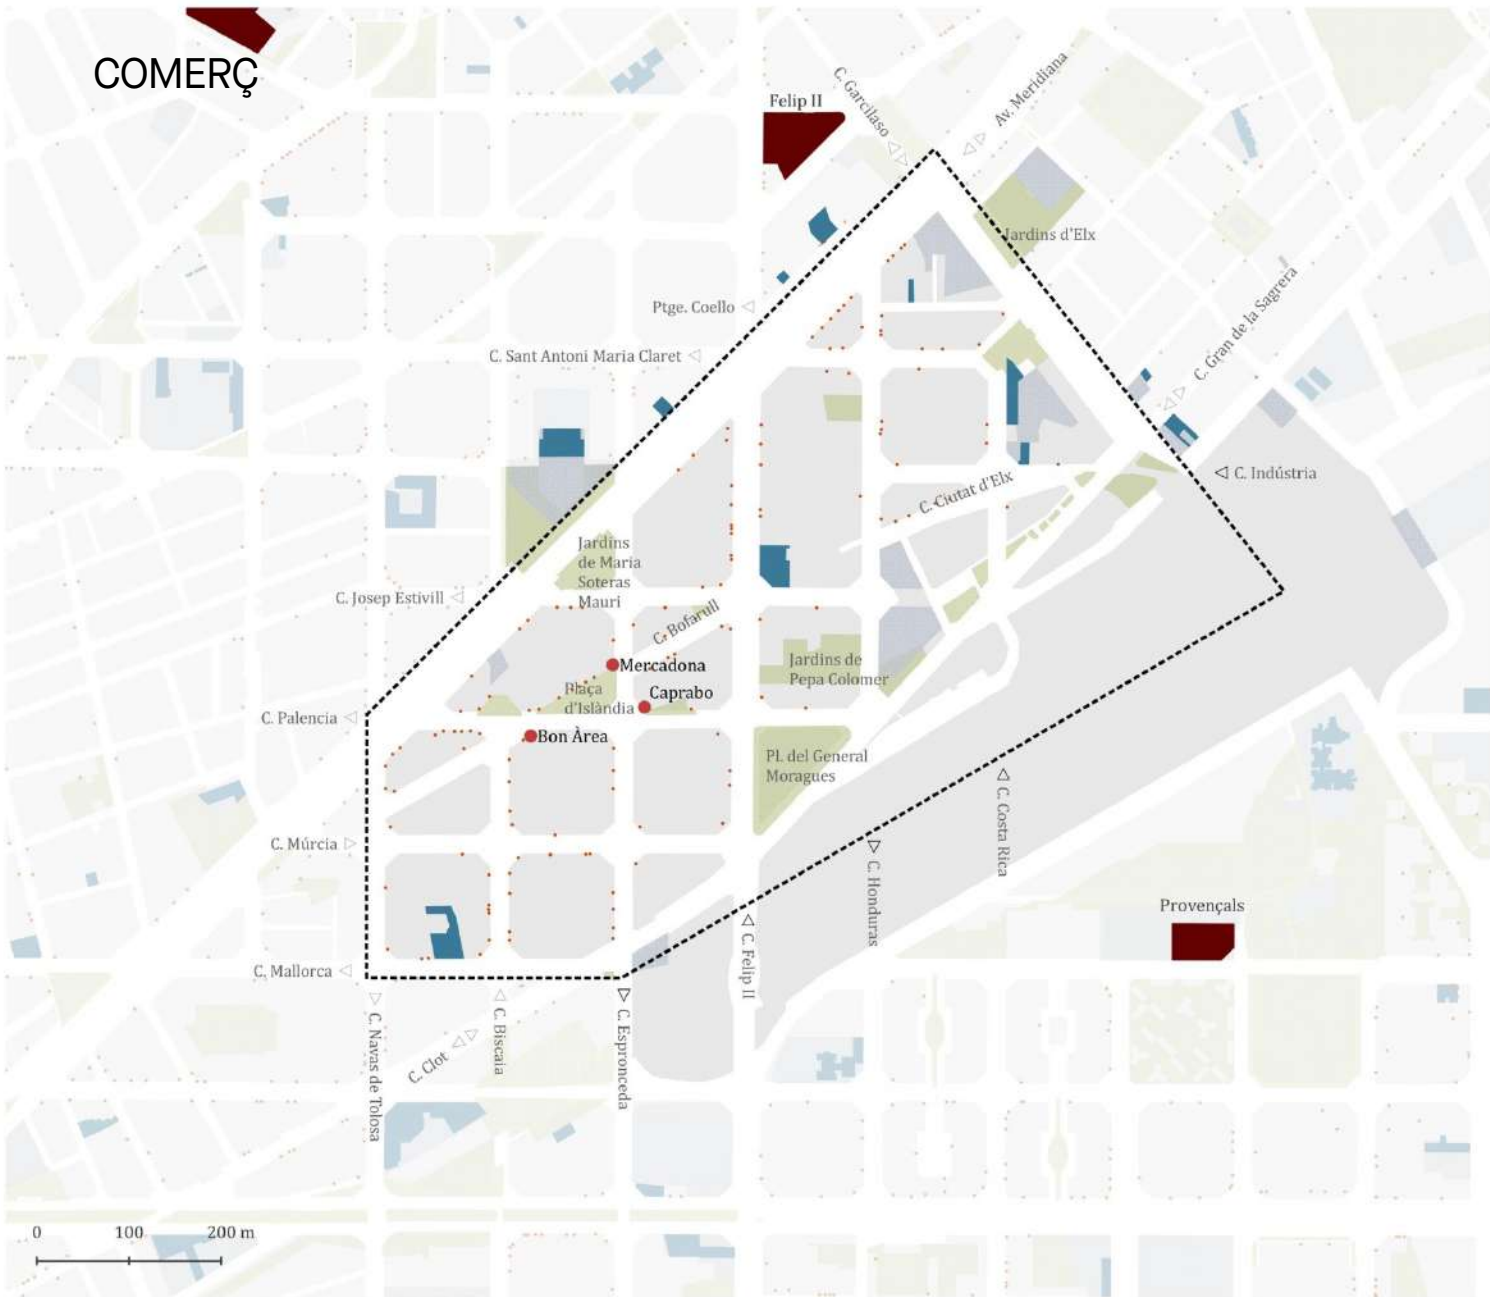 COMERÇ
Felip II
C. Garcilaso
Av. Meridiana
Jardins d'Elx
Ptge. Coello
C. Gran de la Sagrera
C. Sant Antoni Maria Claret
C. Indústria
C. Ciutat d'Elx
Jardins
de Maria
Soteras
Mauri
C. Josep Estivill
C. Bofarull
Mercadona
Jardins de
Pepa Colomer
Plaça
d'Islàndia
Caprabo
C. Palencia
Bon Àrea
Pl. del General
Moragues
C. Costa Rica
C. Múrcia
C. Honduras
Provençals
C. Felip II
C. Mallorca
C. Navas de Tolosa
C. Clot
C. Biscaia
C. Espronceda
0 100 200 m